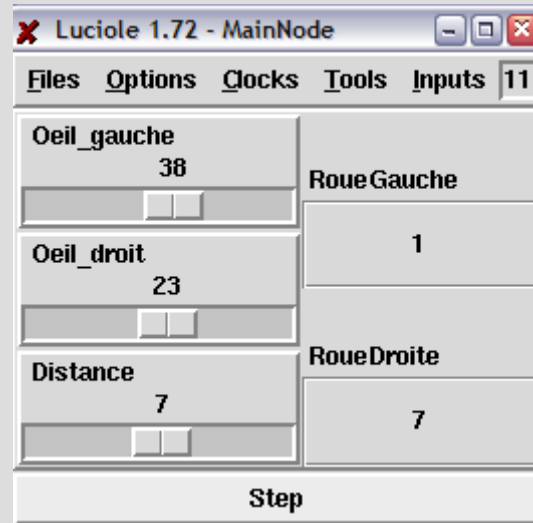 Luciole 1.72 - MainNode
Files Options Clocks Tools Inputs 11
Oeil_gauche
38
Oeil_droit
23
Distance
7
RoueGauche
1
RoueDroite
7
Step